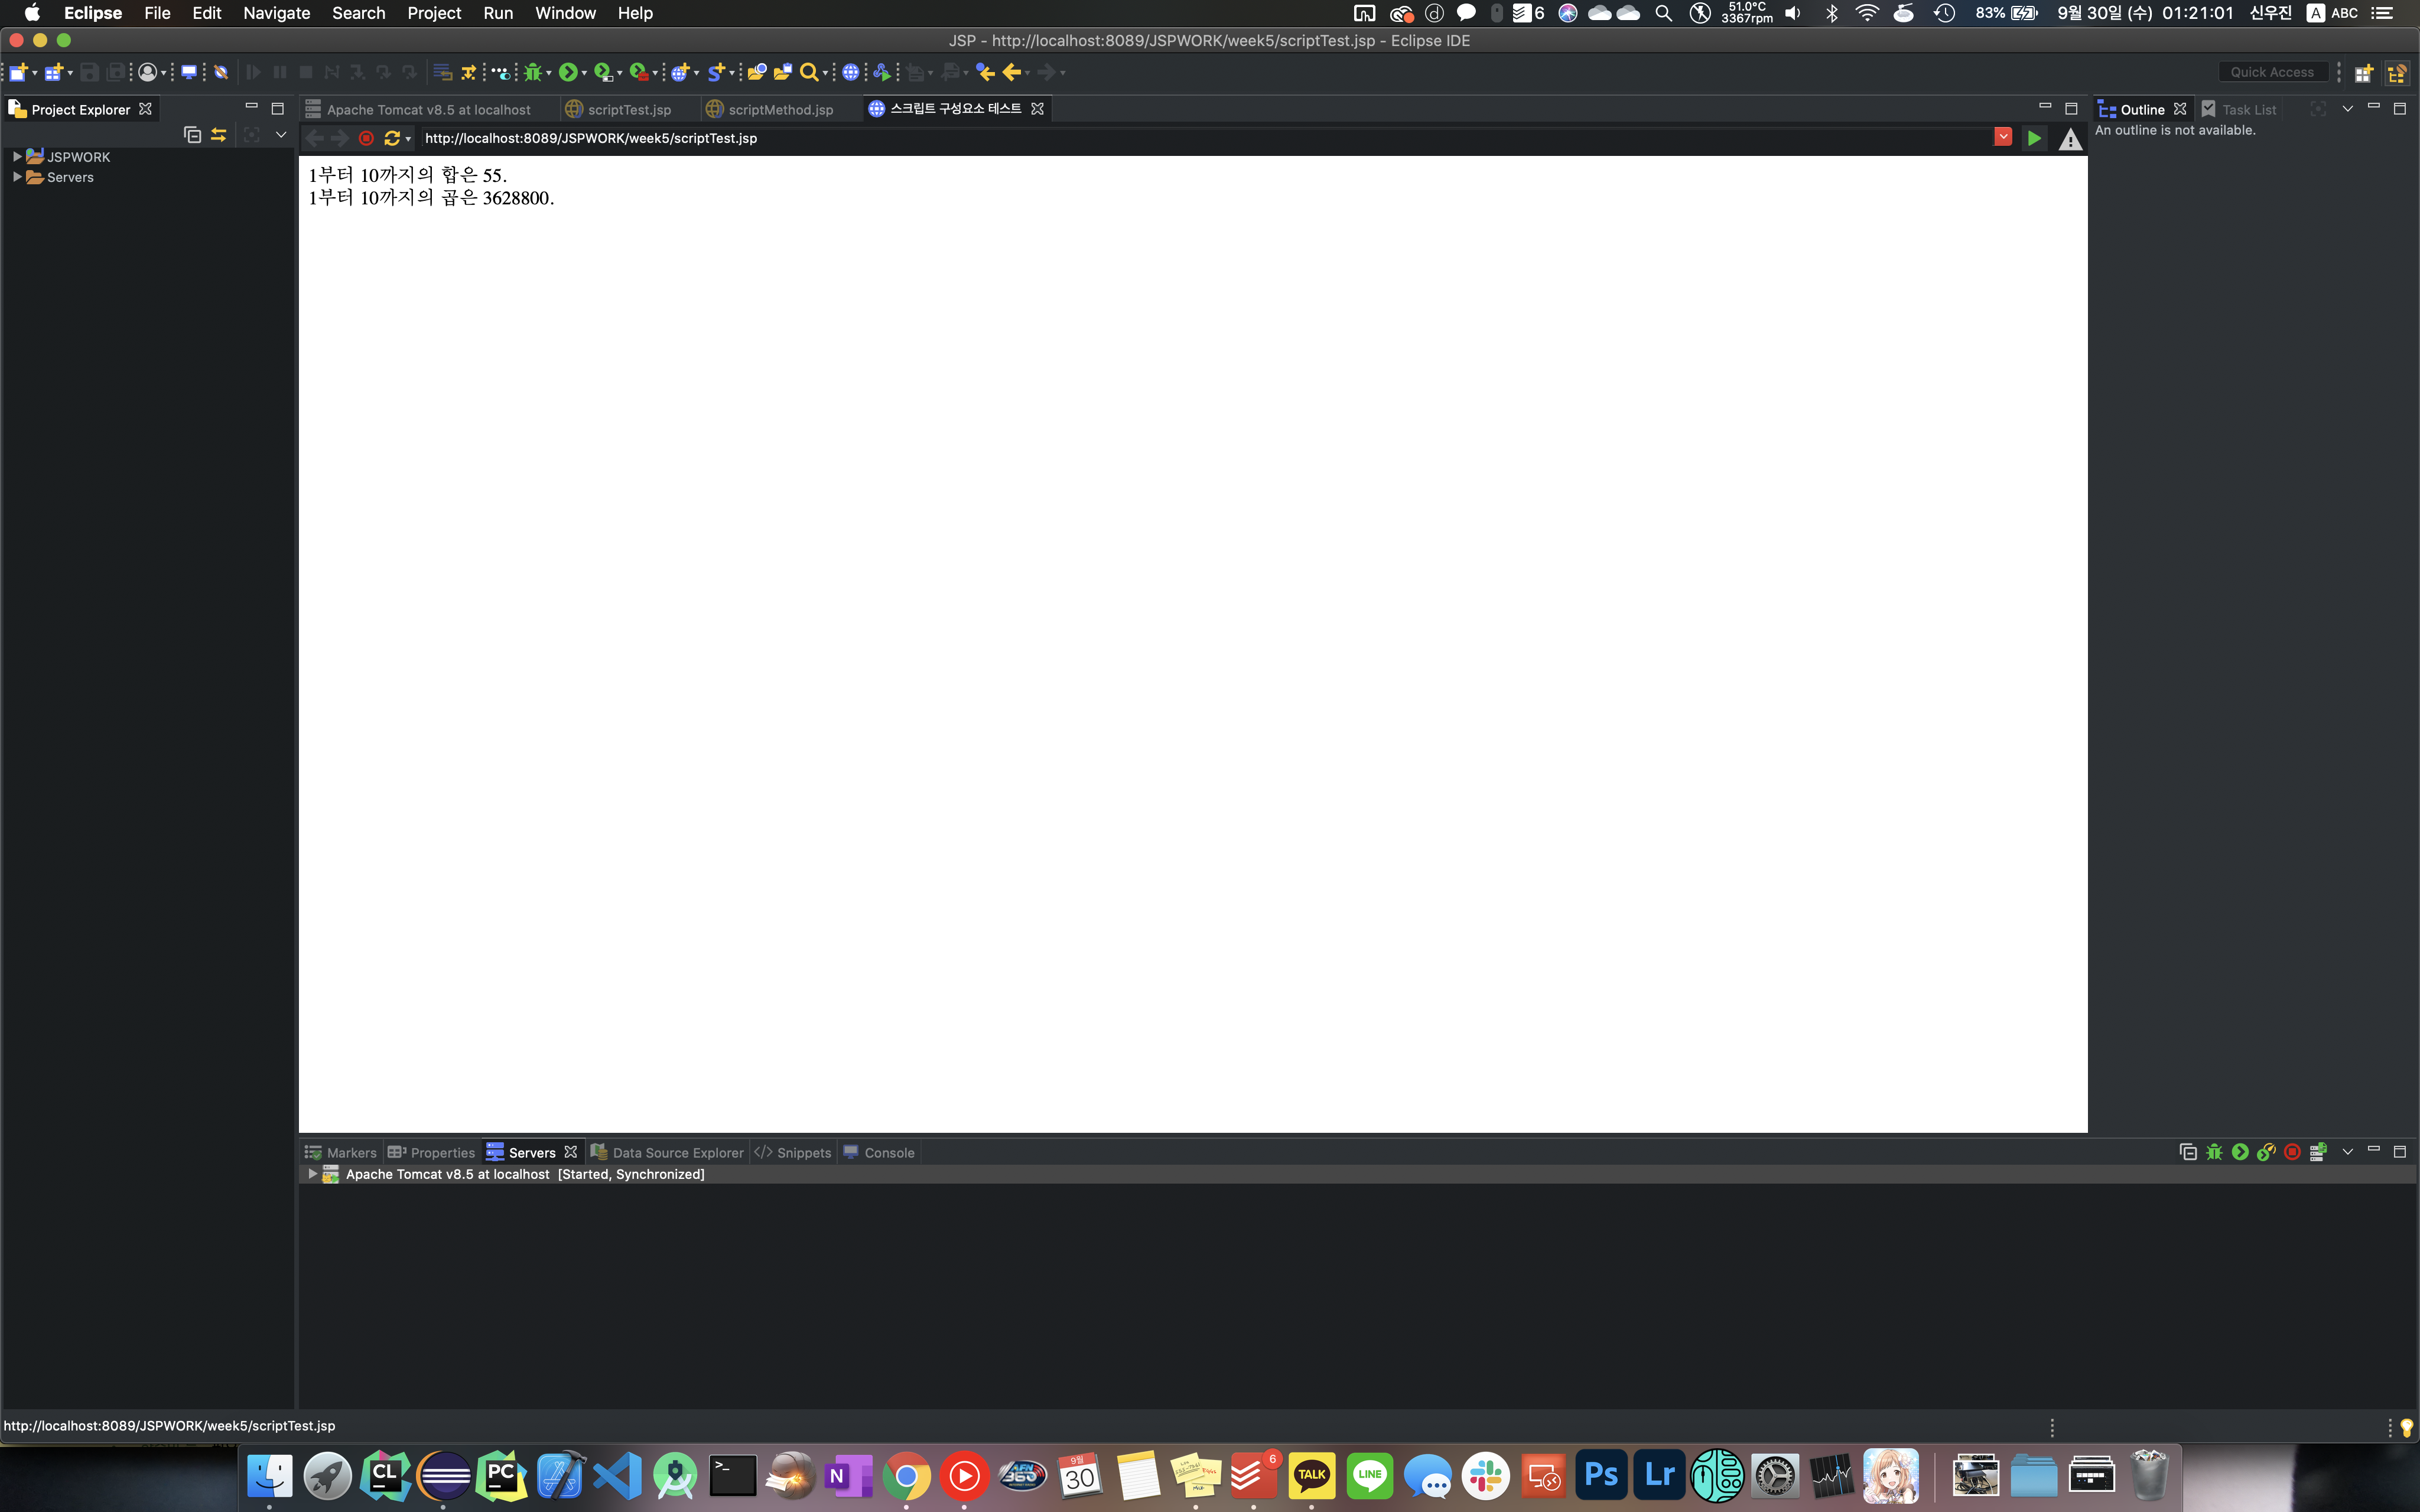 Eclipse File Edit Navigate Search Project Run Window Help
6 51.0°C 3367rpm 83% 9월 30일 (수) 01:21:01 신우진 A ABC
JSP - http://localhost:8089/JSPWORK/week5/scriptTest.jsp - Eclipse IDE
Quick Access
Project Explorer
JSPWORK
Servers
Apache Tomcat v8.5 at localhost scriptTest.jsp scriptMethod.jsp 스크립트 구성요소 테스트
http://localhost:8089/JSPWORK/week5/scriptTest.jsp
1부터 10까지의 합은 55.
1부터 10까지의 곱은 3628800.
Outline Task List
An outline is not available.
Markers Properties Servers Data Source Explorer Snippets Console
Apache Tomcat v8.5 at localhost [Started, Synchronized]
http://localhost:8089/JSPWORK/week5/scriptTest.jsp
CL PC N AFN 360 9월 30 6 TALK LINE Ps Lr